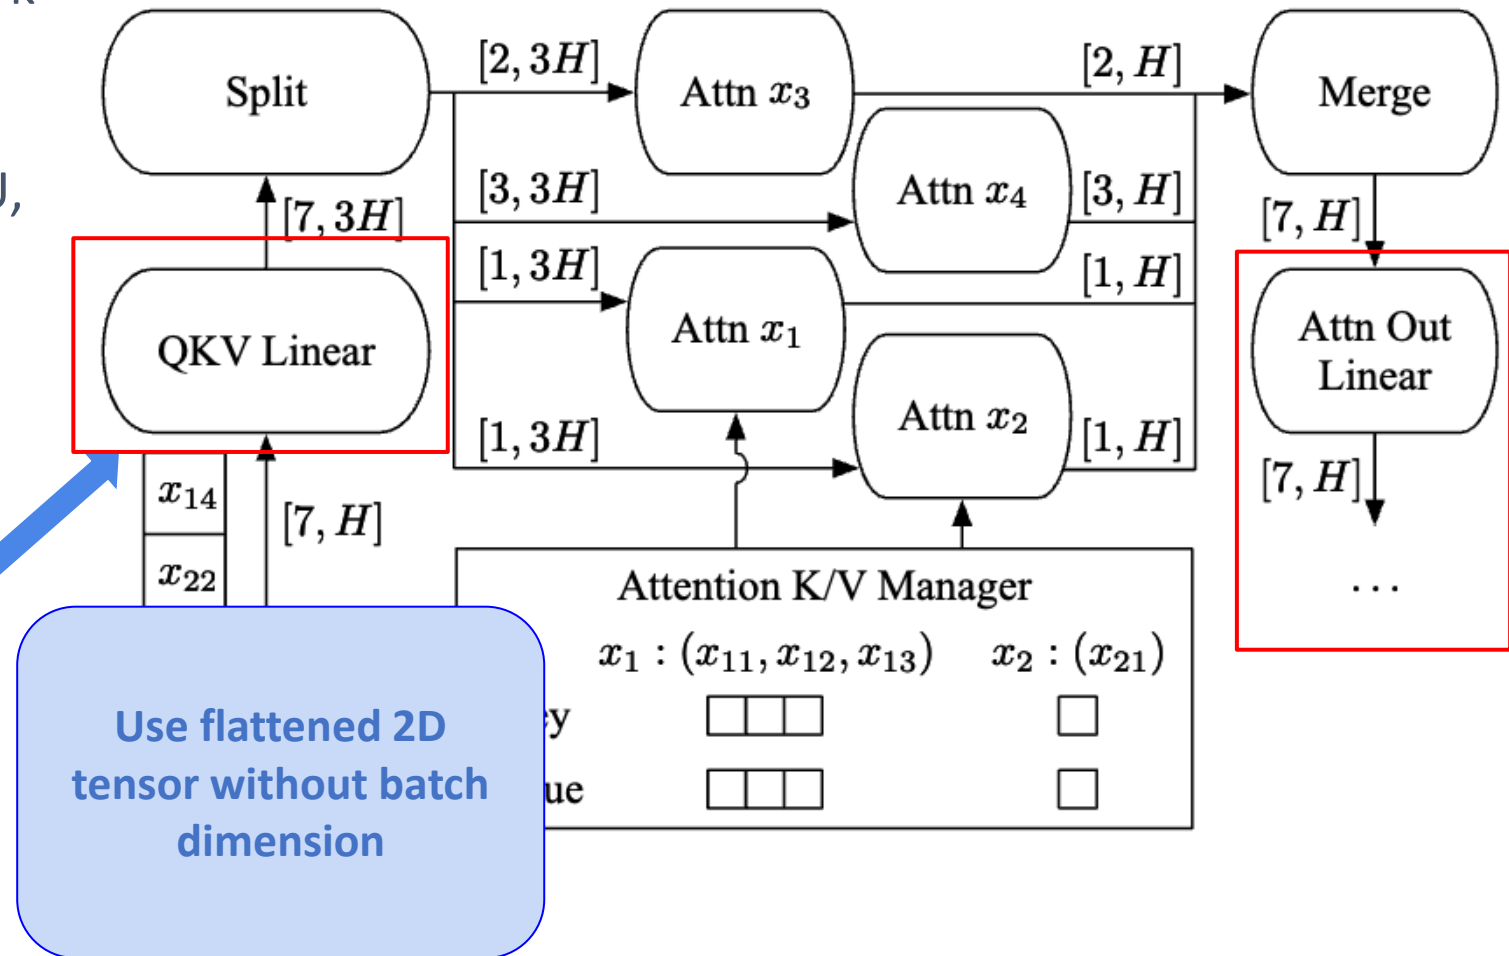 Split
[2, 3H]
Attn x₃
[2, H]
Merge
[3, 3H]
Attn x₄
[3, H]
[7, 3H]
[7, H]
[1, 3H]
Attn x₁
[1, H]
QKV Linear
Attn Out
Linear
[1, 3H]
Attn x₂
[1, H]
[7, H]
x₁₄
[7, H]
x₂₂
...
Attention K/V Manager
x₁ : (x₁₁, x₁₂, x₁₃)
x₂ : (x₂₁)
Use flattened 2D
tensor without batch
dimension